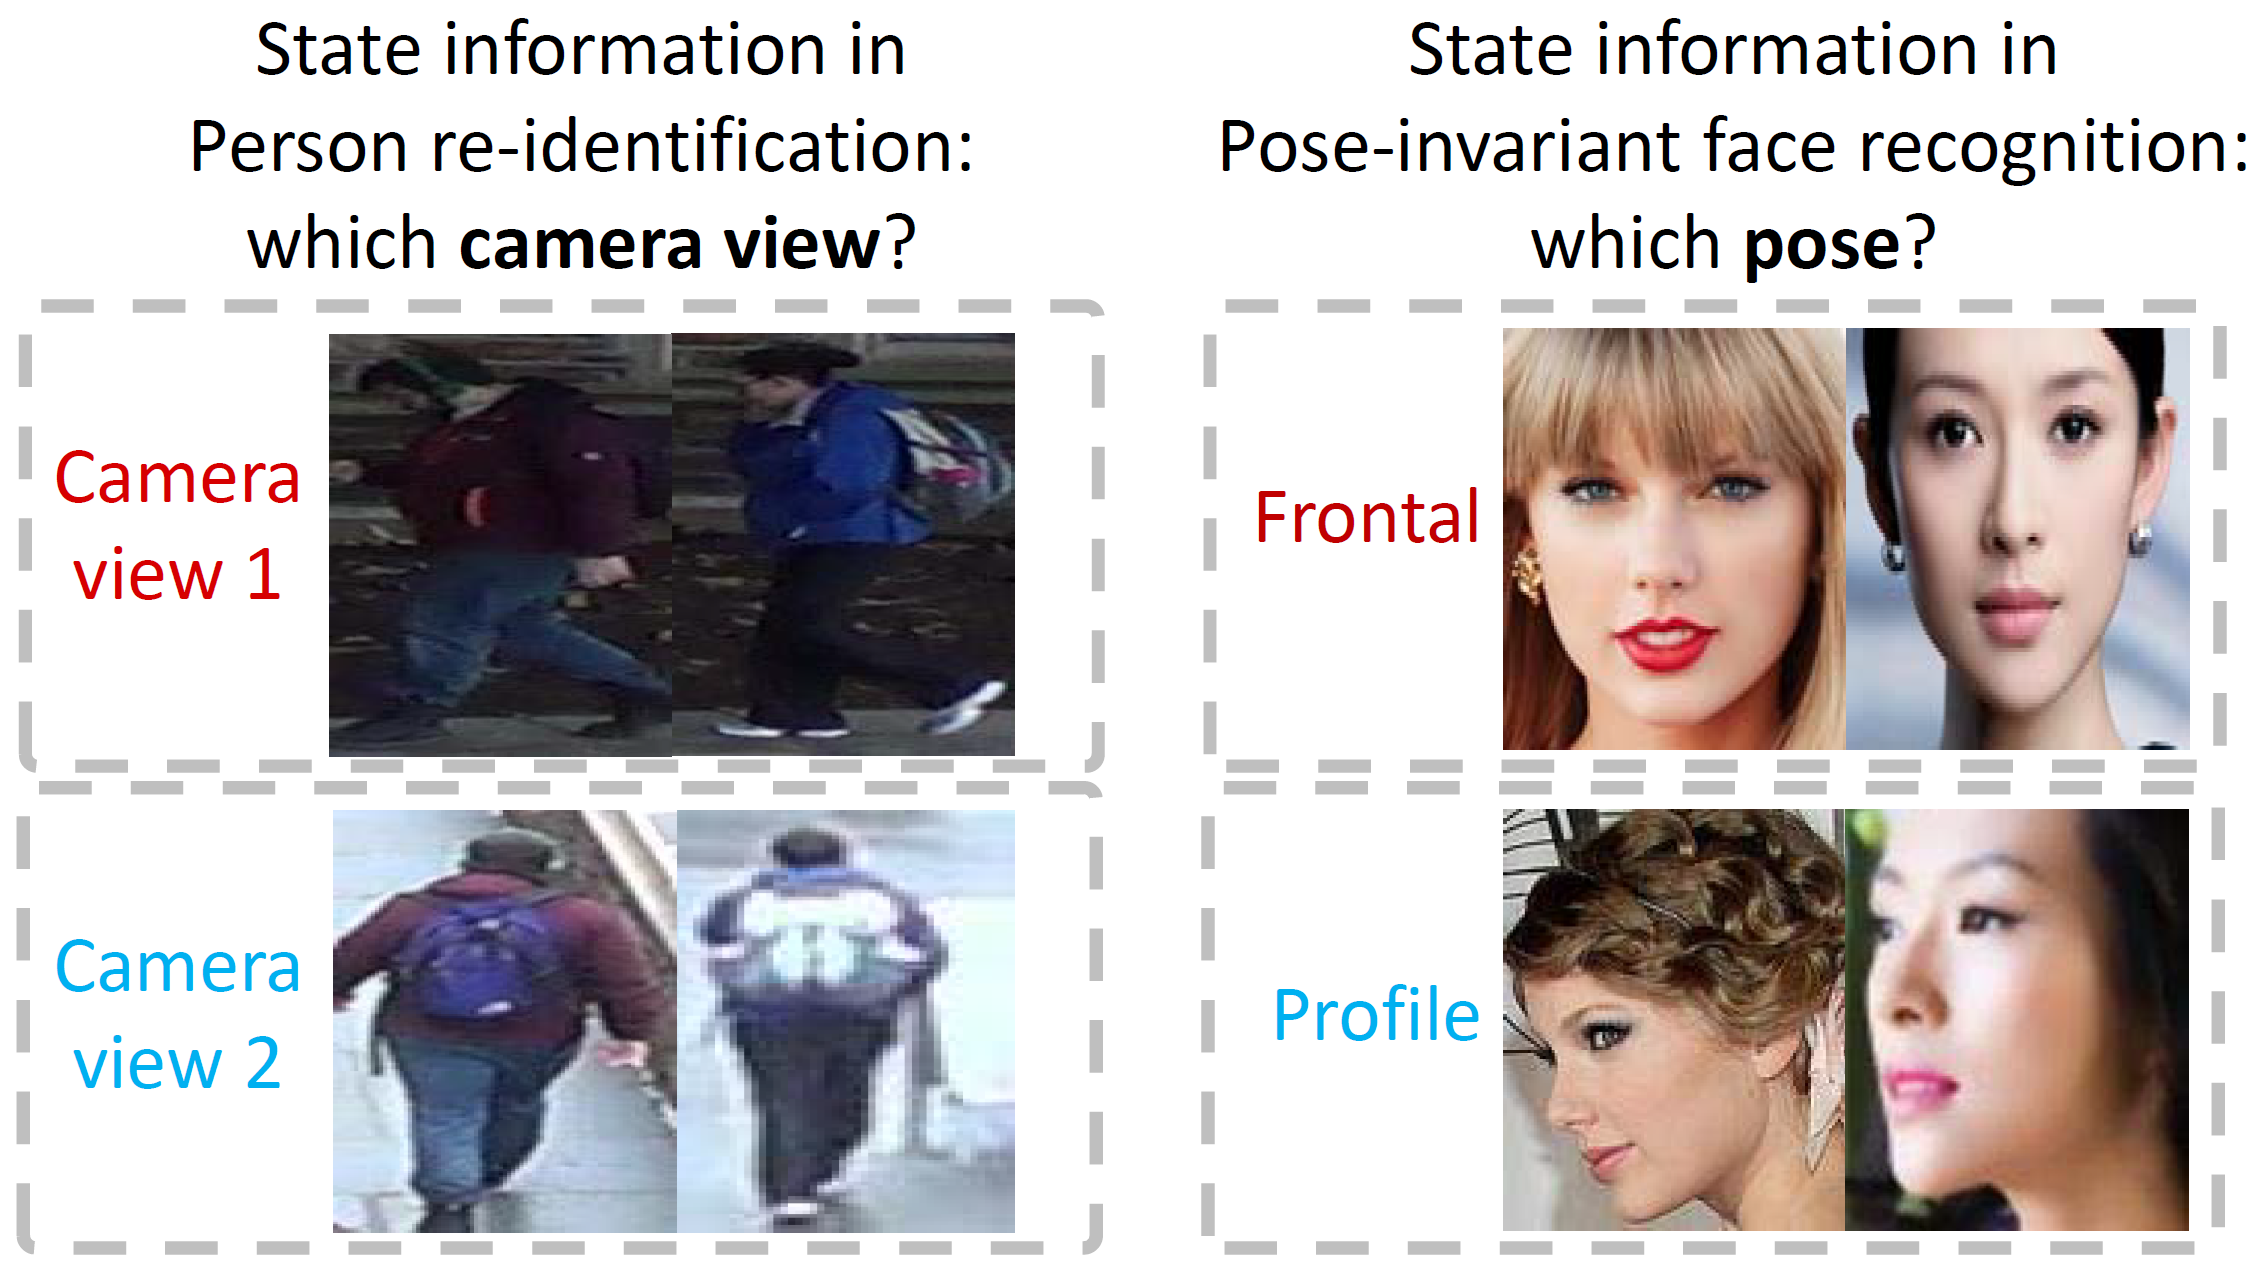 State information in
Person re-identification:
which camera view?
Camera
view 1
Camera
view 2
State information in
Pose-invariant face recognition:
which pose?
Frontal
Profile